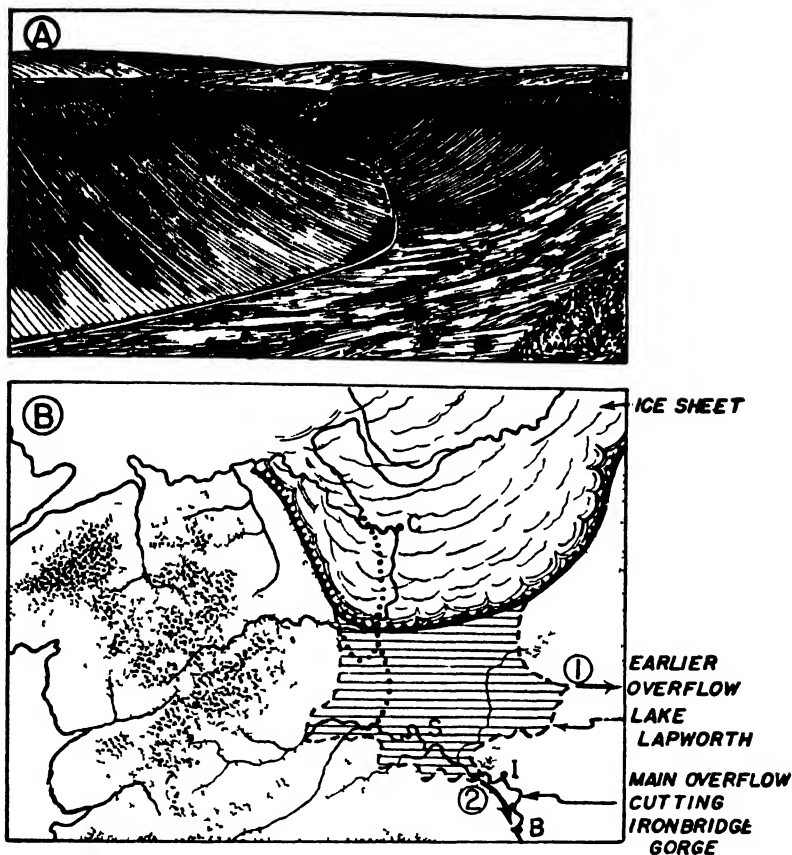 A
B
ICE SHEET
C
1
EARLIER
OVERFLOW
S
LAKE
LAPWORTH
I
2
MAIN OVERFLOW
CUTTING
IRONBRIDGE
GORGE
B